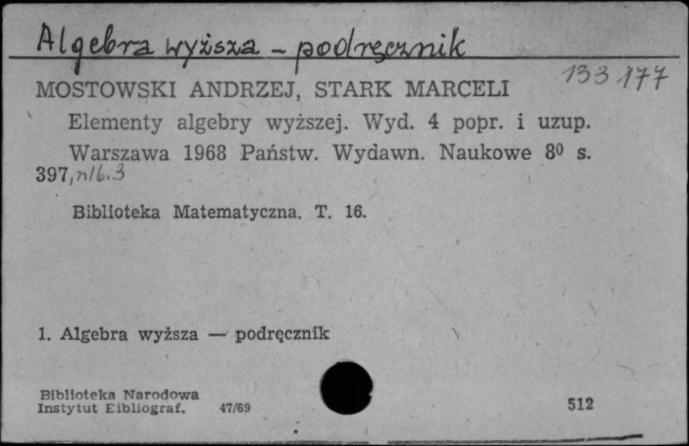 Algebra wyższa - podręcznik
133 177
MOSTOWSKI ANDRZEJ, STARK MARCELI
Elementy algebry wyższej. Wyd. 4 popr. i uzup.
Warszawa 1968 Państw. Wydawn. Naukowe 8⁰ s.
397, nlb. 3
Biblioteka Matematyczna. T. 16.
1. Algebra wyższa — podręcznik
Biblioteka Narodowa
Instytut Bibliograf. 47/69
512